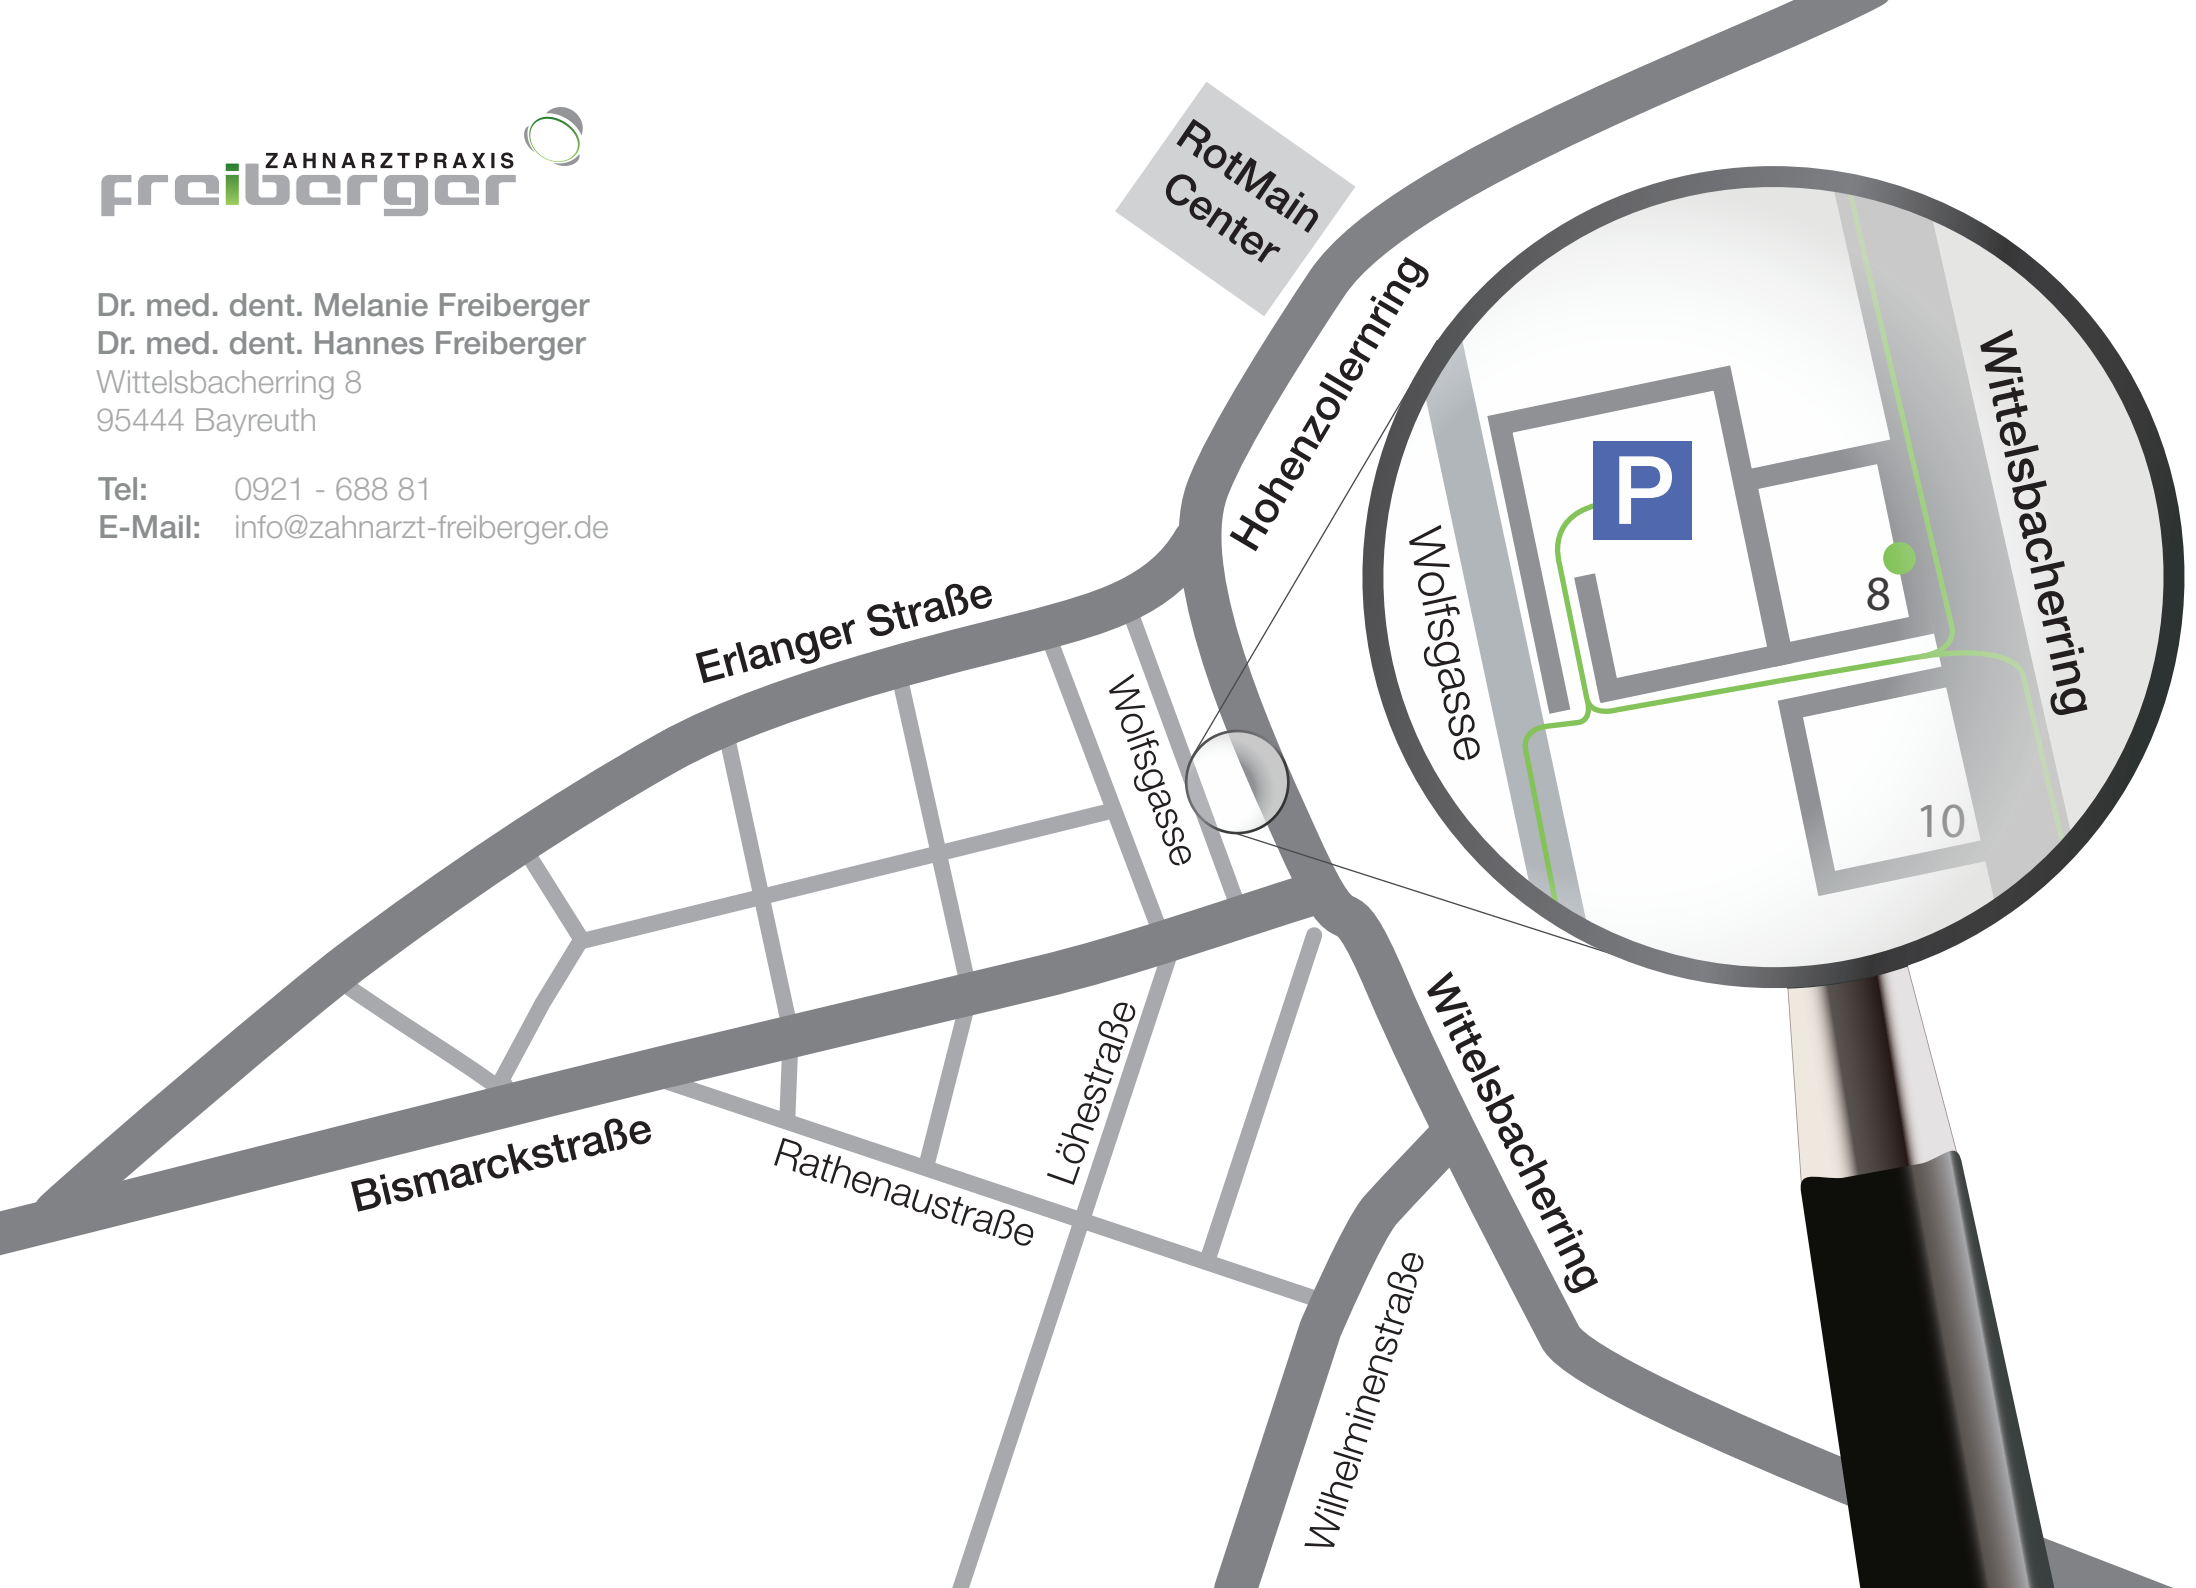 ZAHNARZTPRAXIS
freiberger
Dr. med. dent. Melanie Freiberger
Dr. med. dent. Hannes Freiberger
Wittelsbacherring 8
95444 Bayreuth
Tel: 0921 - 688 81
E-Mail: info@zahnarzt-freiberger.de
RotMain
Center
Hohenzollernring
Erlanger Straße
Wolfsgasse
Bismarckstraße
Rathenaustraße
Löhestraße
Wittelsbacherring
Wilhelminenstraße
Wolfsgasse
P
8
10
Wittelsbacherring